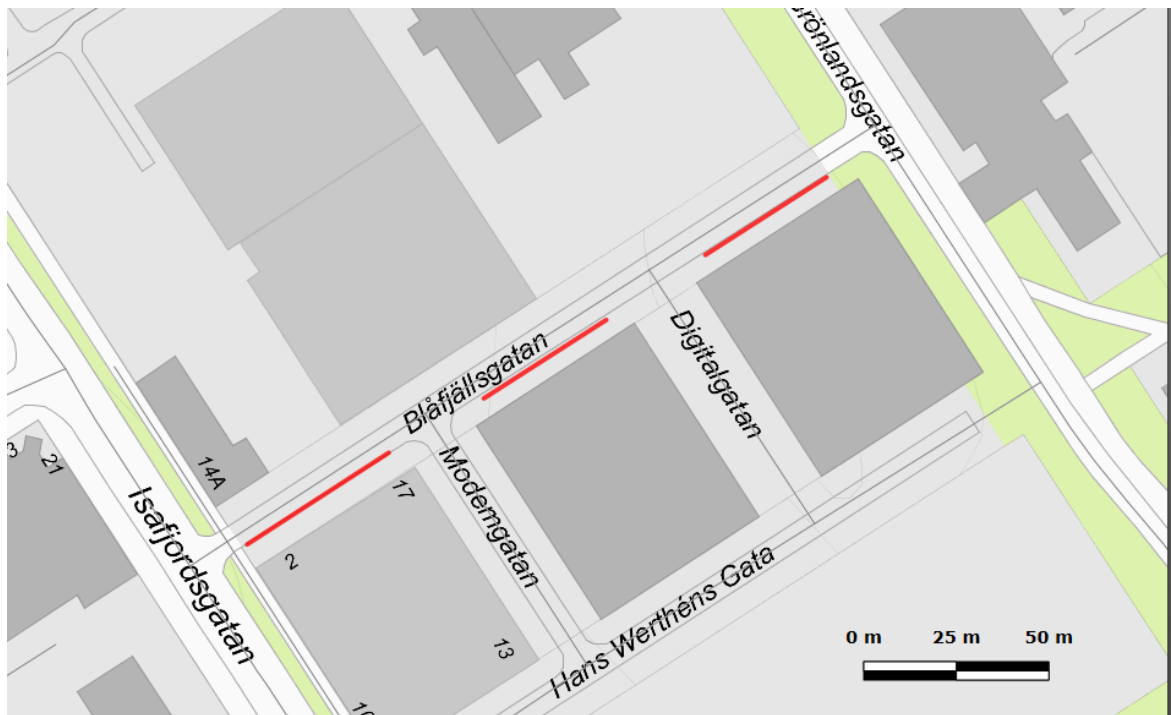 Grönlandsgatan
Blåfjällsgatan
Digitalgatan
14A
21
3
17
Modemgatan
Isafjordsgatan
2
Hans Werthéns Gata
13
0 m 25 m 50 m